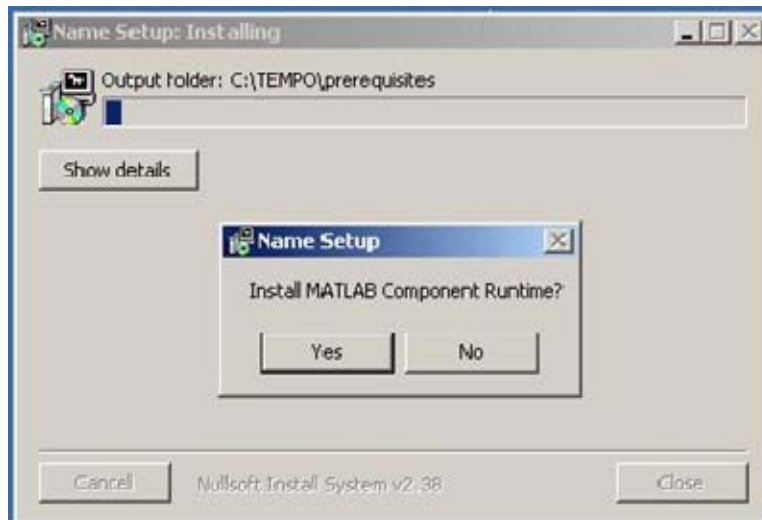 Name Setup: Installing
Output folder: C:\TEMPO\prerequisites
Show details
Name Setup
Install MATLAB Component Runtime?
Yes
No
Cancel
Nullsoft Install System v2.38
Close